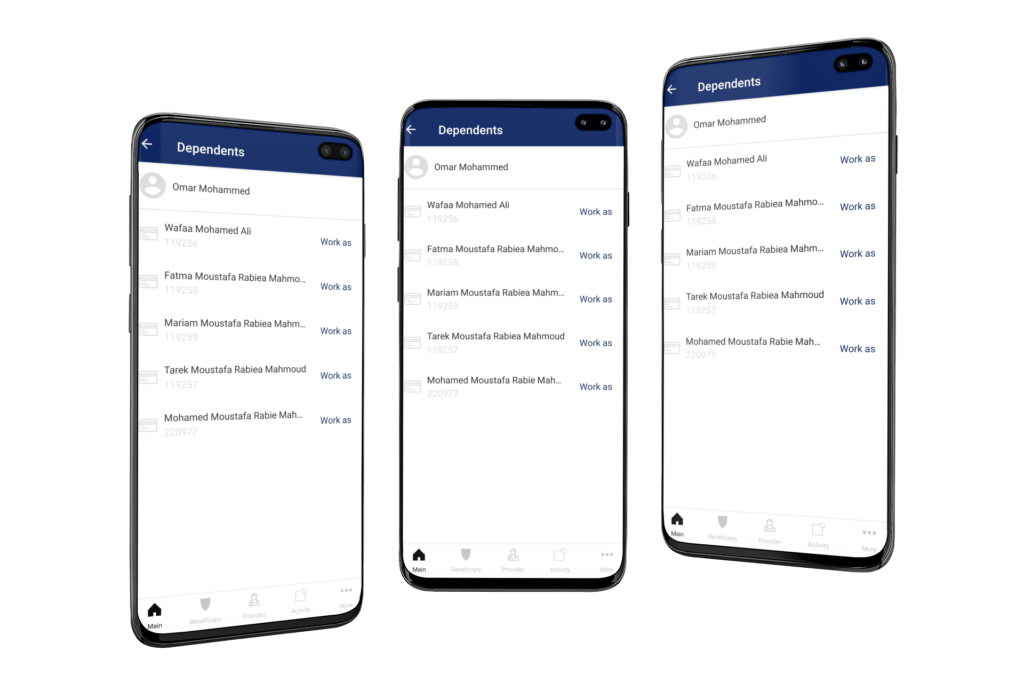 Dependents
Omar Mohammed
Wafaa Mohamed Ali
119256
Work as
Fatma Moustafa Rabiea Mahmo...
119258
Work as
Mariam Moustafa Rabiea Mahm...
119259
Work as
Tarek Moustafa Rabiea Mahmoud
119257
Work as
Mohamed Moustafa Rabie Mah...
220977
Work as
Main
Beneficiary
Provider
Activity
More
Dependents
Omar Mohammed
Wafaa Mohamed Ali
119256
Work as
Fatma Moustafa Rabiea Mahmo...
119258
Work as
Mariam Moustafa Rabiea Mahm...
119259
Work as
Tarek Moustafa Rabiea Mahmoud
119257
Work as
Mohamed Moustafa Rabie Mah...
220977
Work as
Main
Beneficiary
Provider
Activity
More
Dependents
Omar Mohammed
Wafaa Mohamed Ali
119256
Work as
Fatma Moustafa Rabiea Mahmo...
119258
Work as
Mariam Moustafa Rabiea Mahm...
119259
Work as
Tarek Moustafa Rabiea Mahmoud
119257
Work as
Mohamed Moustafa Rabie Mah...
220977
Work as
Main
Beneficiary
Provider
Activity
More